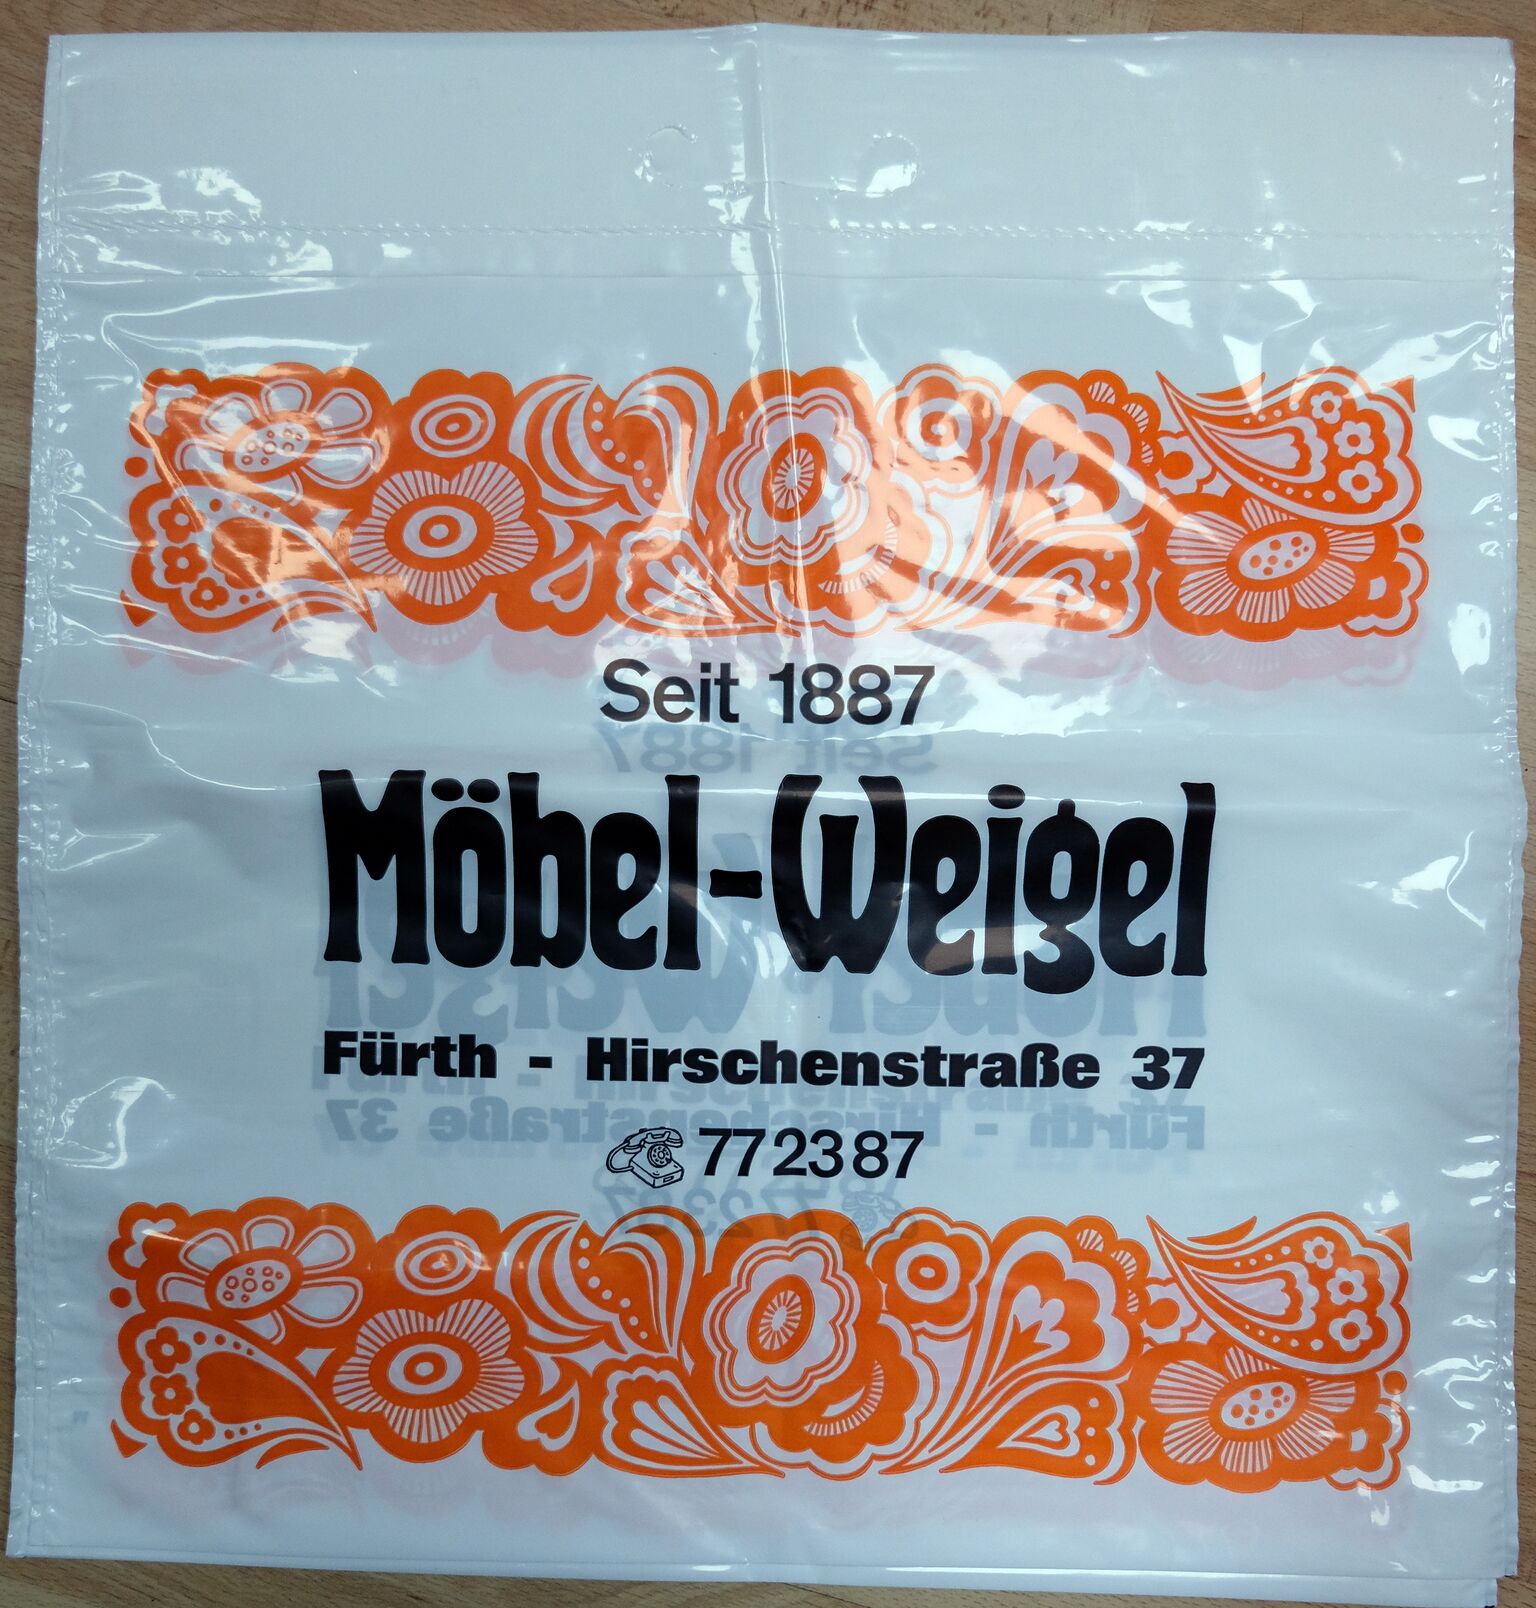 Seit 1887
Möbel-Weigel
Fürth - Hirschenstraße 37
772387